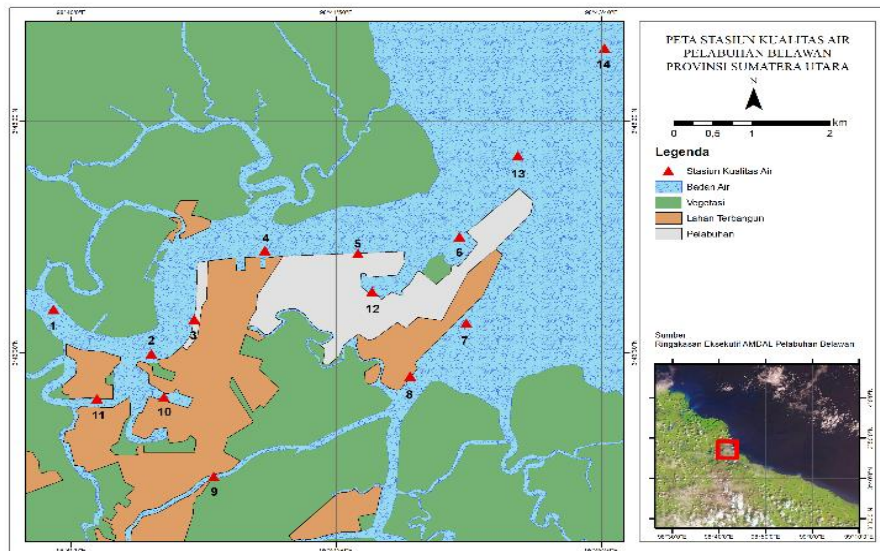 PETA STASIUN KUALITAS AIR
PELABUHAN BELAWAN
PROVINSI SUMATERA UTARA
N
0 0,5 1 2
km
Legenda
Stasiun Kualitas Air
Badan Air
Vegetasi
Lahan Terbangun
Pelabuhan
Sumber
Ringkasan Eksekutif AMDAL Pelabuhan Belawan
14
13
4
5
6
12
1
3
2
7
8
10
11
9